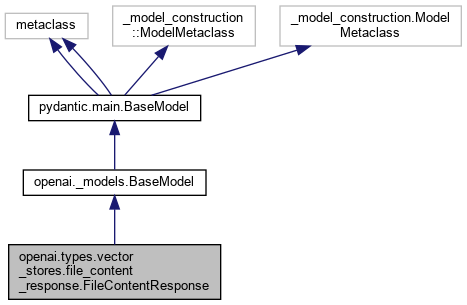 metaclass
_model_construction
::ModelMetaclass
_model_construction.Model
Metaclass
pydantic.main.BaseModel
openai._models.BaseModel
openai.types.vector
_stores.file_content
_response.FileContentResponse